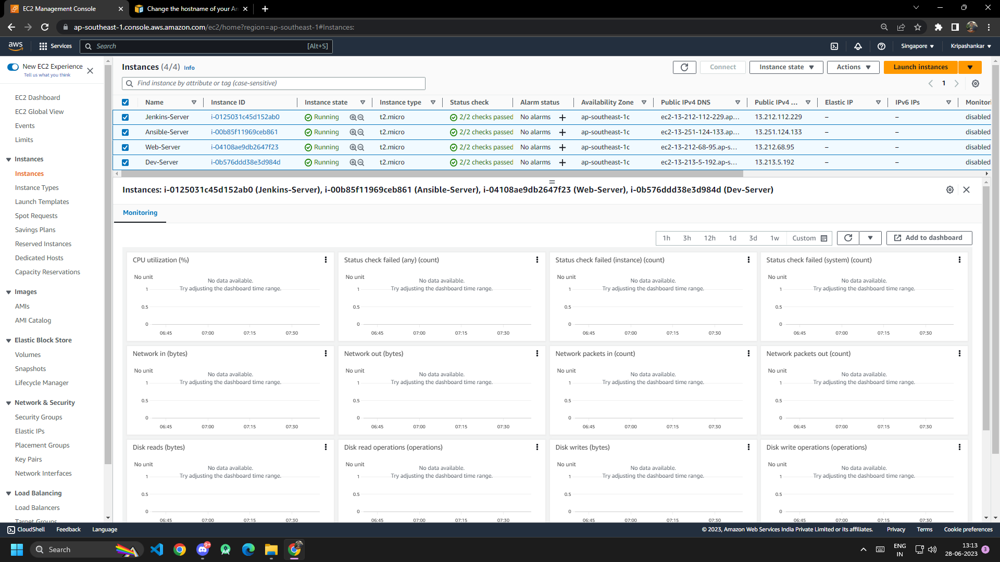 EC2 Management Console
Change the hostname of your Am
ap-southeast-1.console.aws.amazon.com/ec2/home?region=ap-southeast-1#Instances:
aws
Services
Search
[Alt+S]
Singapore
Kripashankar
New EC2 Experience
Tell us what you think
EC2 Dashboard
EC2 Global View
Events
Limits
Instances
Instances
Instance Types
Launch Templates
Spot Requests
Savings Plans
Reserved Instances
Dedicated Hosts
Capacity Reservations
Images
AMIs
AMI Catalog
Elastic Block Store
Volumes
Snapshots
Lifecycle Manager
Network & Security
Security Groups
Elastic IPs
Placement Groups
Key Pairs
Network Interfaces
Load Balancing
Load Balancers
Target Groups
Instances (4/4) Info
Connect
Instance state
Actions
Launch instances
Find instance by attribute or tag (case-sensitive)
1
Name Instance ID Instance state Instance type Status check Alarm status Availability Zone Public IPv4 DNS Public IPv4 ... Elastic IP IPv6 IPs Monitori
Jenkins-Server i-0125031c45d152ab0 Running t2.micro 2/2 checks passed No alarms + ap-southeast-1c ec2-13-212-112-229.ap... 13.212.112.229 – – disabled
Ansible-Server i-00b85f11969ceb861 Running t2.micro 2/2 checks passed No alarms + ap-southeast-1c ec2-13-251-124-133.ap... 13.251.124.133 – – disabled
Web-Server i-04108ae9db2647f23 Running t2.micro 2/2 checks passed No alarms + ap-southeast-1c ec2-13-212-68-95.ap-s... 13.212.68.95 – – disabled
Dev-Server i-0b576ddd38e3d984d Running t2.micro 2/2 checks passed No alarms + ap-southeast-1c ec2-13-213-5-192.ap-s... 13.213.5.192 – – disabled
Instances: i-0125031c45d152ab0 (Jenkins-Server), i-00b85f11969ceb861 (Ansible-Server), i-04108ae9db2647f23 (Web-Server), i-0b576ddd38e3d984d (Dev-Server)
Monitoring
1h 3h 12h 1d 3d 1w Custom
Add to dashboard
CPU utilization (%)
No unit
No data available.
Try adjusting the dashboard time range.
1
0.5
0
06:45 07:00 07:15 07:30
Status check failed (any) (count)
No unit
No data available.
Try adjusting the dashboard time range.
1
0.5
0
06:45 07:00 07:15 07:30
Status check failed (instance) (count)
No unit
No data available.
Try adjusting the dashboard time range.
1
0.5
0
06:45 07:00 07:15 07:30
Status check failed (system) (count)
No unit
No data available.
Try adjusting the dashboard time range.
1
0.5
0
06:45 07:00 07:15 07:30
Network in (bytes)
No unit
No data available.
Try adjusting the dashboard time range.
1
0.5
0
06:45 07:00 07:15 07:30
Network out (bytes)
No unit
No data available.
Try adjusting the dashboard time range.
1
0.5
0
06:45 07:00 07:15 07:30
Network packets in (count)
No unit
No data available.
Try adjusting the dashboard time range.
1
0.5
0
06:45 07:00 07:15 07:30
Network packets out (count)
No unit
No data available.
Try adjusting the dashboard time range.
1
0.5
0
06:45 07:00 07:15 07:30
Disk reads (bytes)
No unit
No data available.
Try adjusting the dashboard time range.
1
0.5
0
06:45 07:00 07:15 07:30
Disk read operations (operations)
No unit
No data available.
Try adjusting the dashboard time range.
1
0.5
0
06:45 07:00 07:15 07:30
Disk writes (bytes)
No unit
No data available.
Try adjusting the dashboard time range.
1
0.5
0
06:45 07:00 07:15 07:30
Disk write operations (operations)
No unit
No data available.
Try adjusting the dashboard time range.
1
0.5
0
06:45 07:00 07:15 07:30
CloudShell Feedback Language
© 2023, Amazon Web Services India Private Limited or its affiliates. Privacy Terms Cookie preferences
Search
9+
ENG
IN
13:13
28-06-2023
3